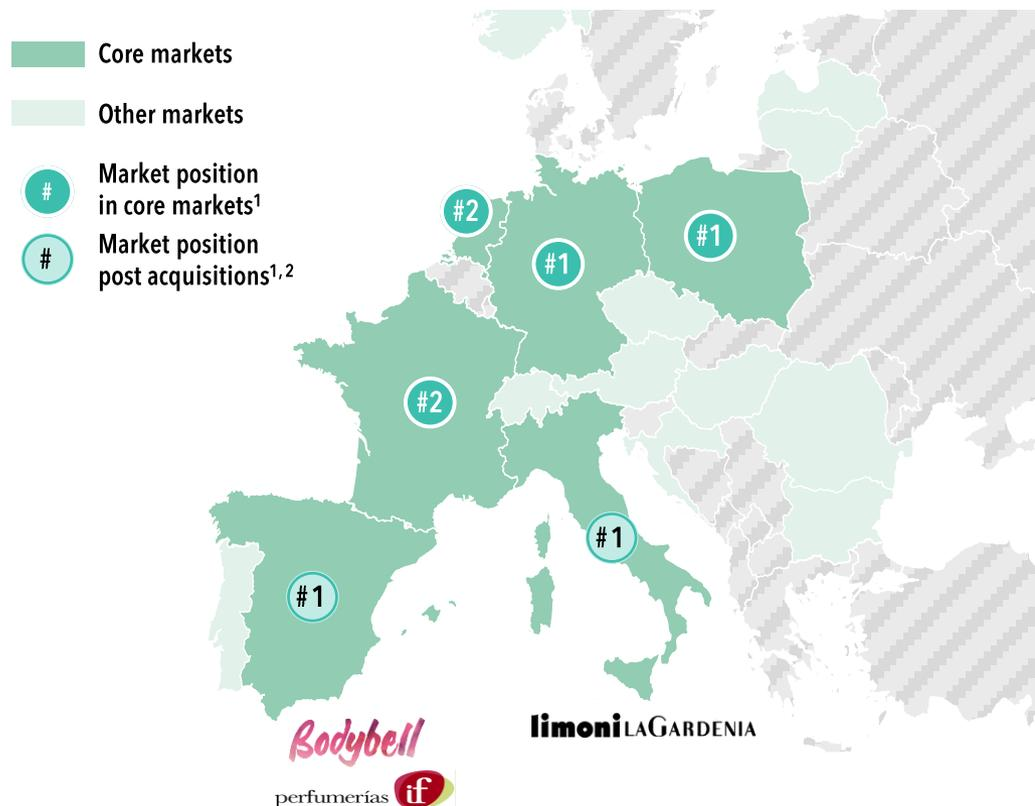 Core markets
Other markets
# Market position
in core markets¹
# Market position
post acquisitions¹, ²
#2
#1
#1
#2
#1
#1
Bodybell
limoni LAGARDENIA
perfumerías if